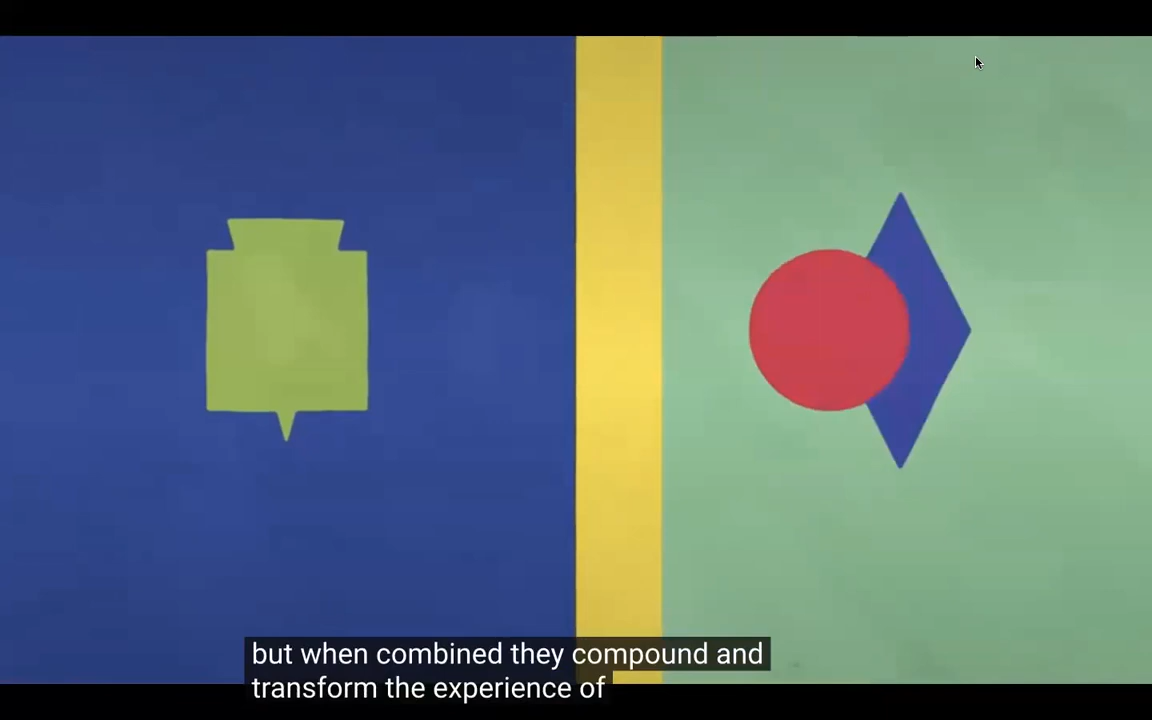 but when combined they compound and
transform the experience of